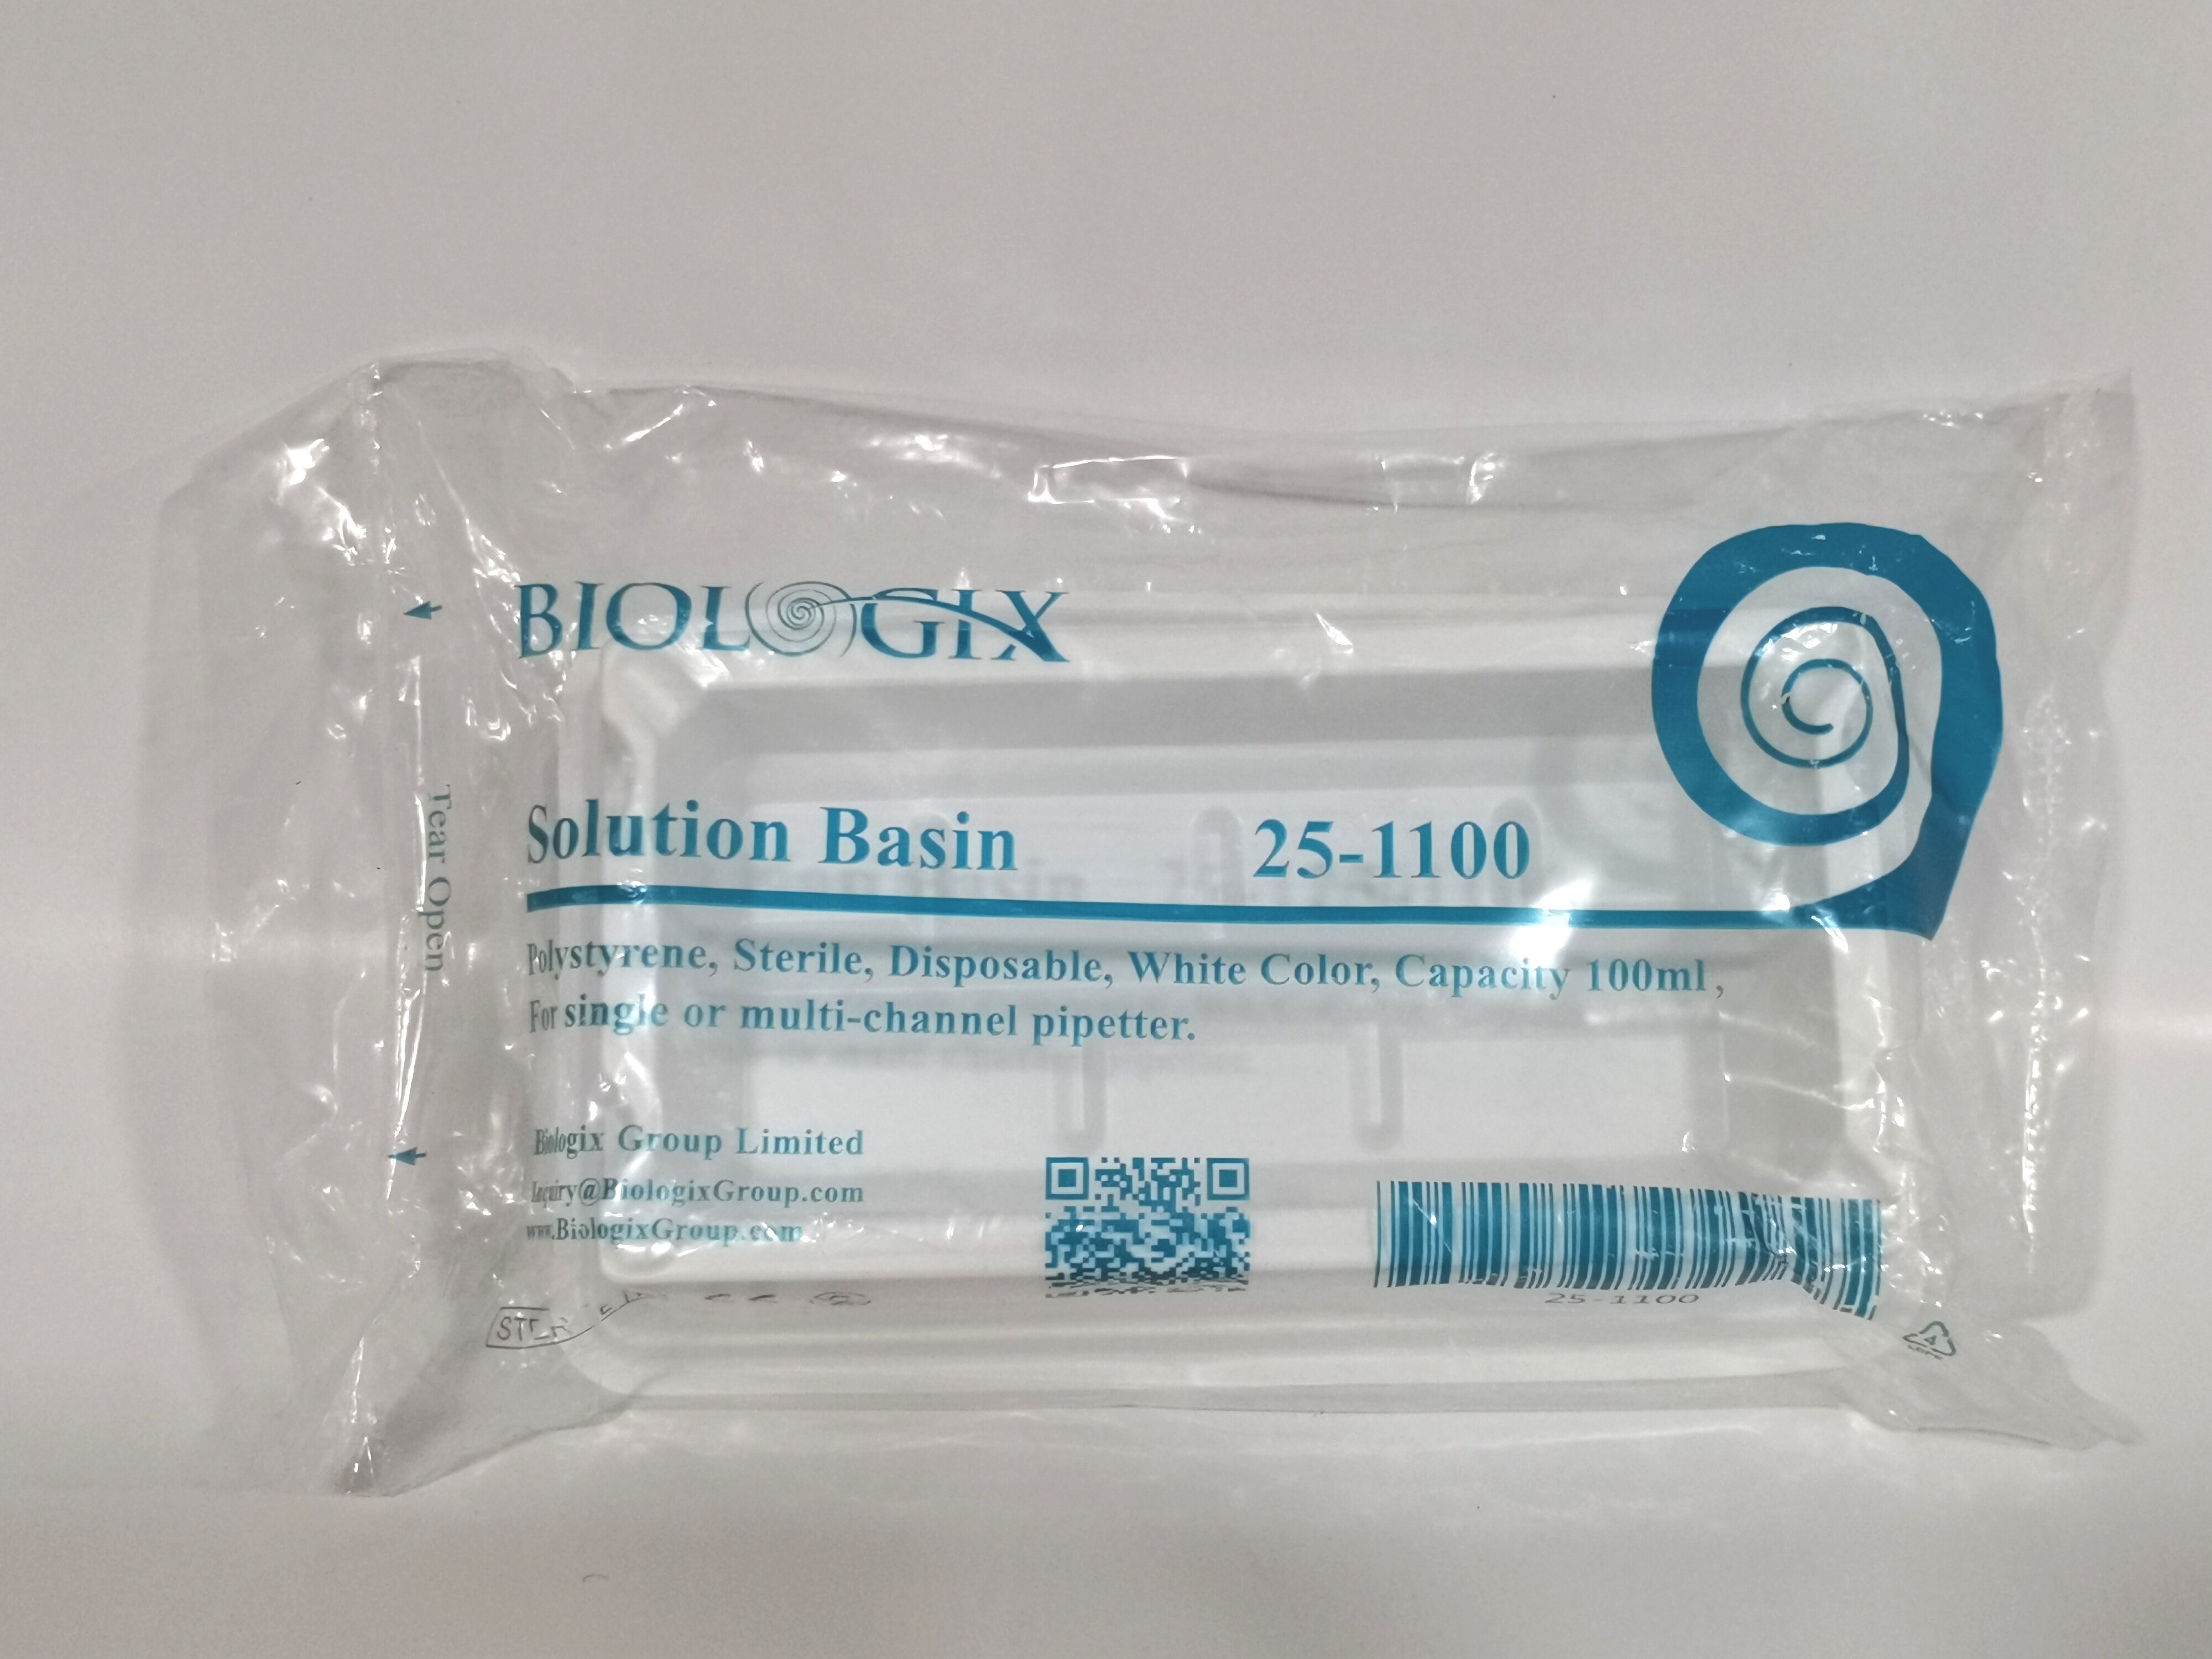 BIOLOGIX
Solution Basin 25-1100
Polystyrene, Sterile, Disposable, White Color, Capacity 100ml,
For single or multi-channel pipetter.
Tear Open
Biologix Group Limited
Inquiry@BiologixGroup.com
www.BiologixGroup.com
25-1100